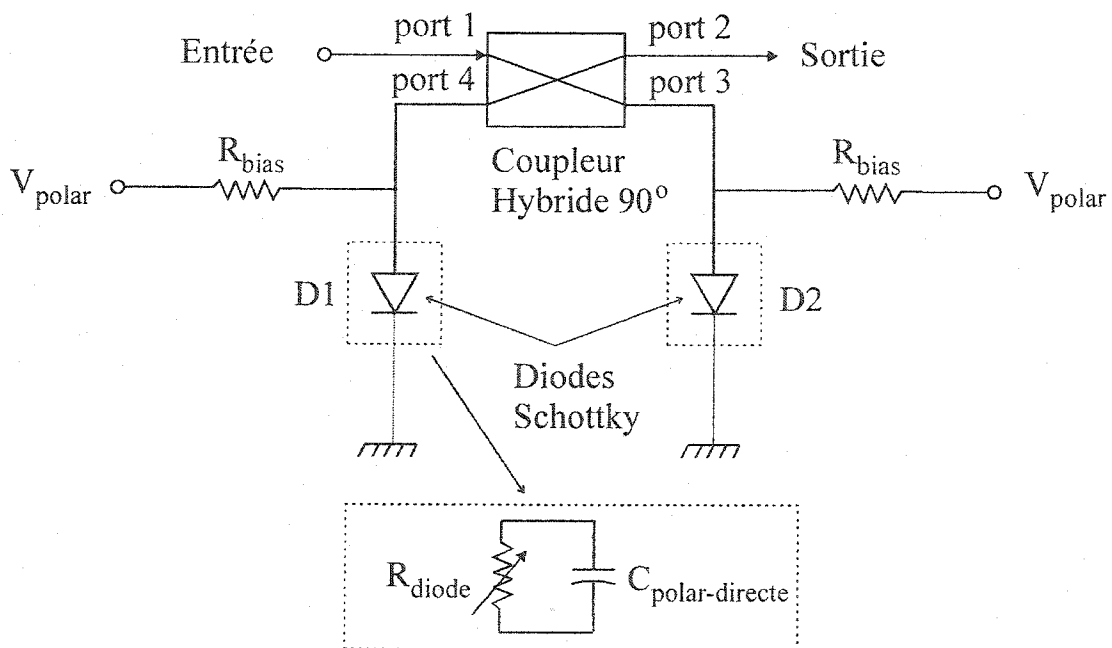 Entrée
port 1
port 2
Sortie
port 4
port 3
V_polar
R_bias
Coupleur
Hybride 90°
R_bias
V_polar
D1
D2
Diodes
Schottky
R_diode
C_polar-directe